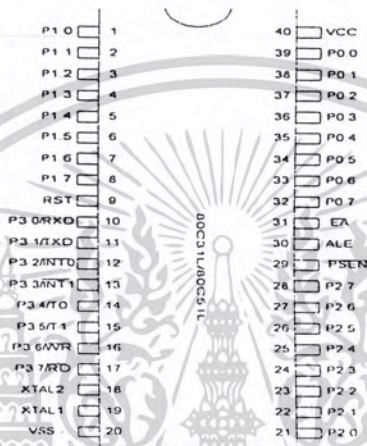 P1.0 1 40 VCC
P1.1 2 39 P0.0
P1.2 3 38 P0.1
P1.3 4 37 P0.2
P1.4 5 36 P0.3
P1.5 6 35 P0.4
P1.6 7 34 P0.5
P1.7 8 33 P0.6
RST 9 32 P0.7
P3.0/RXD 10 31 EA
P3.1/TXD 11 30 ALE
P3.2/INT0 12 29 PSEN
P3.3/INT1 13 28 P2.7
P3.4/T0 14 27 P2.6
P3.5/T1 15 26 P2.5
P3.6/WR 16 25 P2.4
P3.7/RD 17 24 P2.3
XTAL2 18 23 P2.2
XTAL1 19 22 P2.1
VSS 20 21 P2.0
80C31L/80C51L